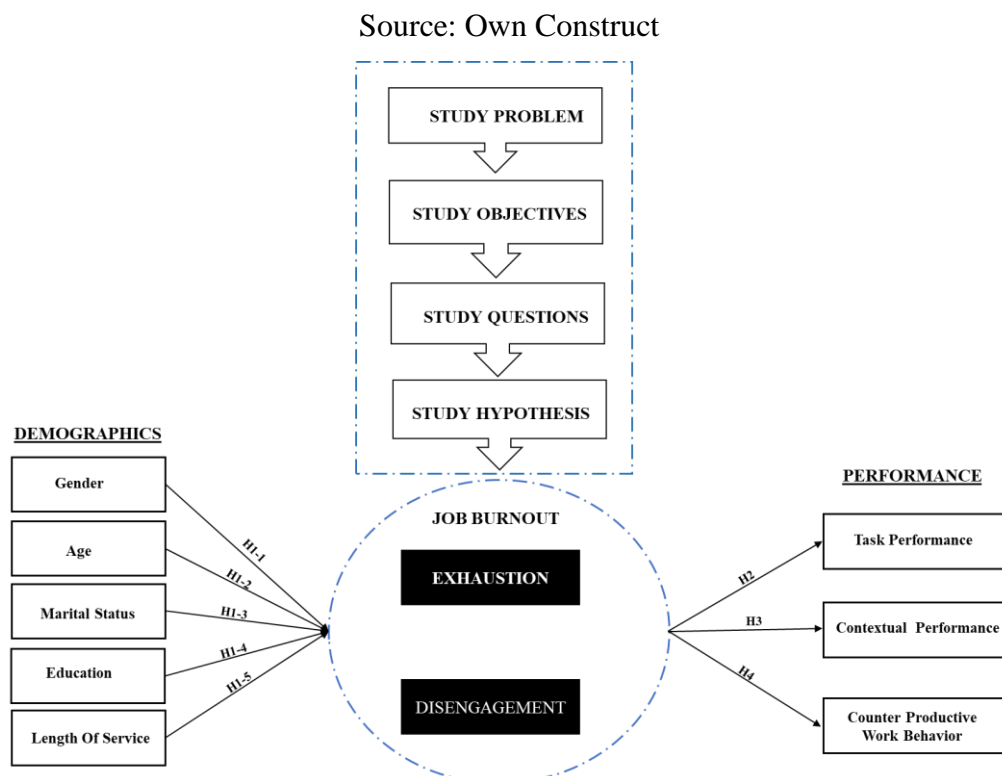 Source: Own Construct
STUDY PROBLEM
STUDY OBJECTIVES
STUDY QUESTIONS
STUDY HYPOTHESIS
DEMOGRAPHICS
Gender
Age
Marital Status
Education
Length Of Service
H1-1
H1-2
H1-3
H1-4
H1-5
JOB BURNOUT
EXHAUSTION
DISENGAGEMENT
H2
H3
H4
PERFORMANCE
Task Performance
Contextual Performance
Counter Productive
Work Behavior